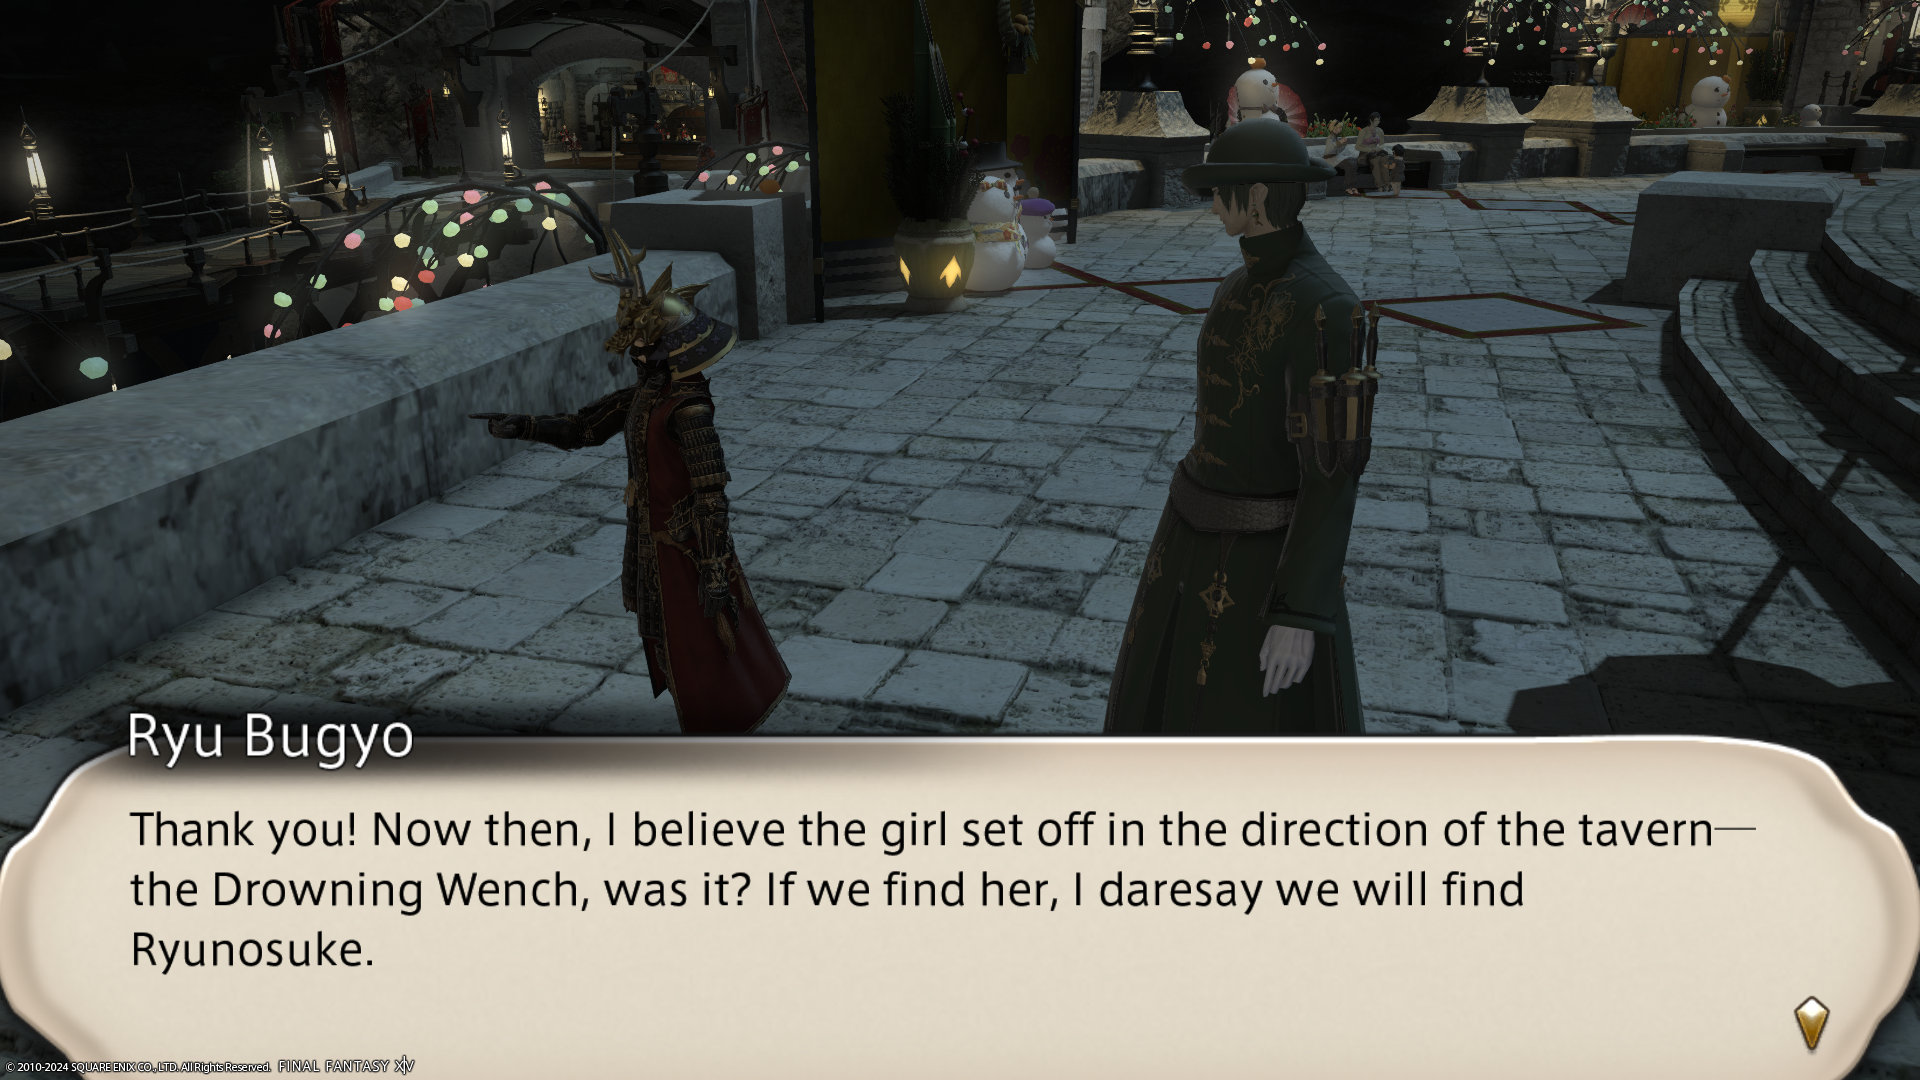 Ryu Bugyo
Thank you! Now then, I believe the girl set off in the direction of the tavern—
the Drowning Wench, was it? If we find her, I daresay we will find
Ryunosuke.
© 2010-2024 SQUARE ENIX CO., LTD. All Rights Reserved. FINAL FANTASY XIV